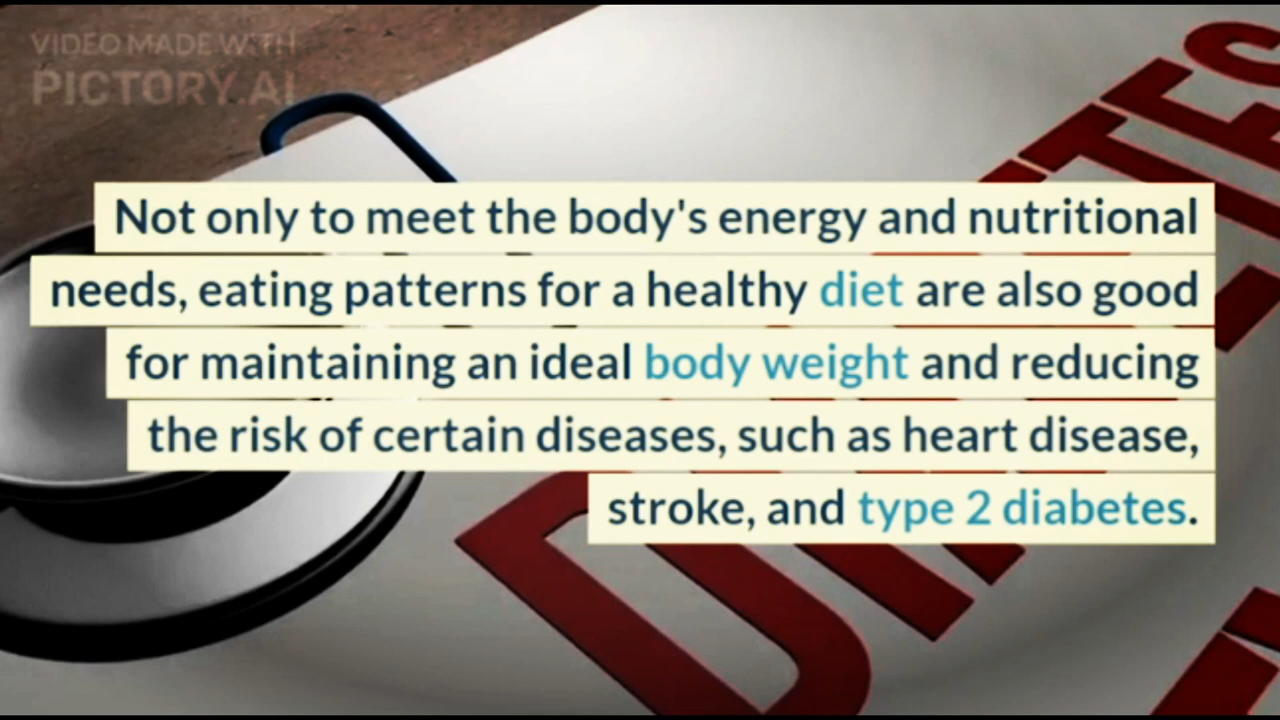 VIDEO MADE WITH
PICTORY.AI
Not only to meet the body's energy and nutritional
needs, eating patterns for a healthy diet are also good
for maintaining an ideal body weight and reducing
the risk of certain diseases, such as heart disease,
stroke, and type 2 diabetes.